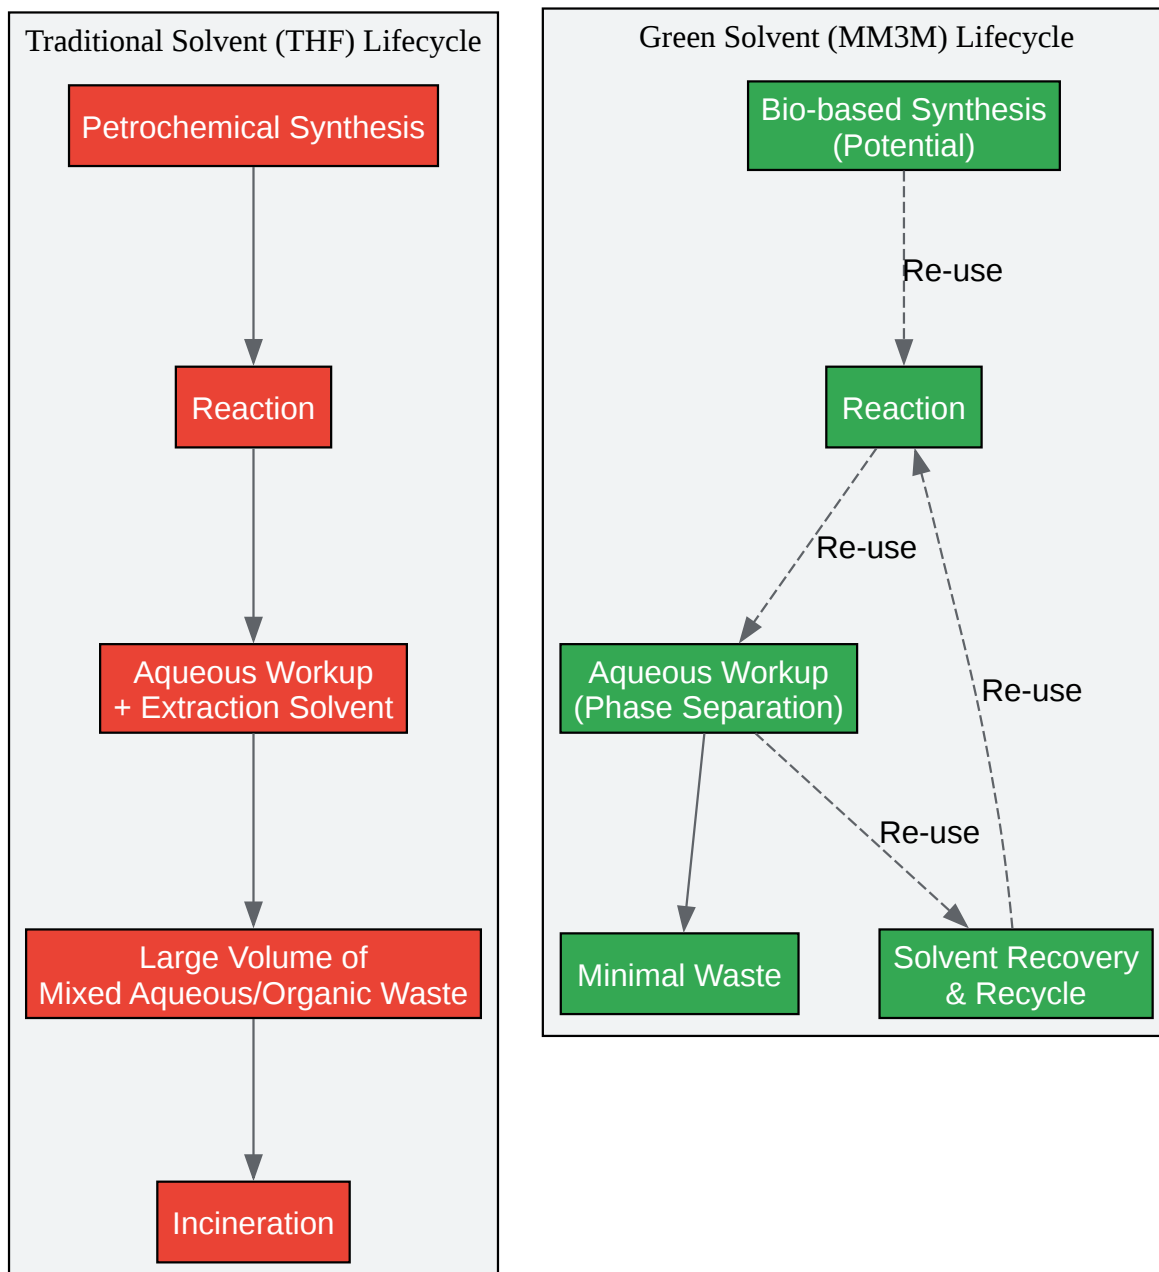 Traditional Solvent (THF) Lifecycle
Petrochemical Synthesis
Reaction
Aqueous Workup
+ Extraction Solvent
Large Volume of
Mixed Aqueous/Organic Waste
Incineration
Green Solvent (MM3M) Lifecycle
Bio-based Synthesis
(Potential)
Re-use
Reaction
Re-use
Aqueous Workup
(Phase Separation)
Re-use
Re-use
Minimal Waste
Solvent Recovery
& Recycle